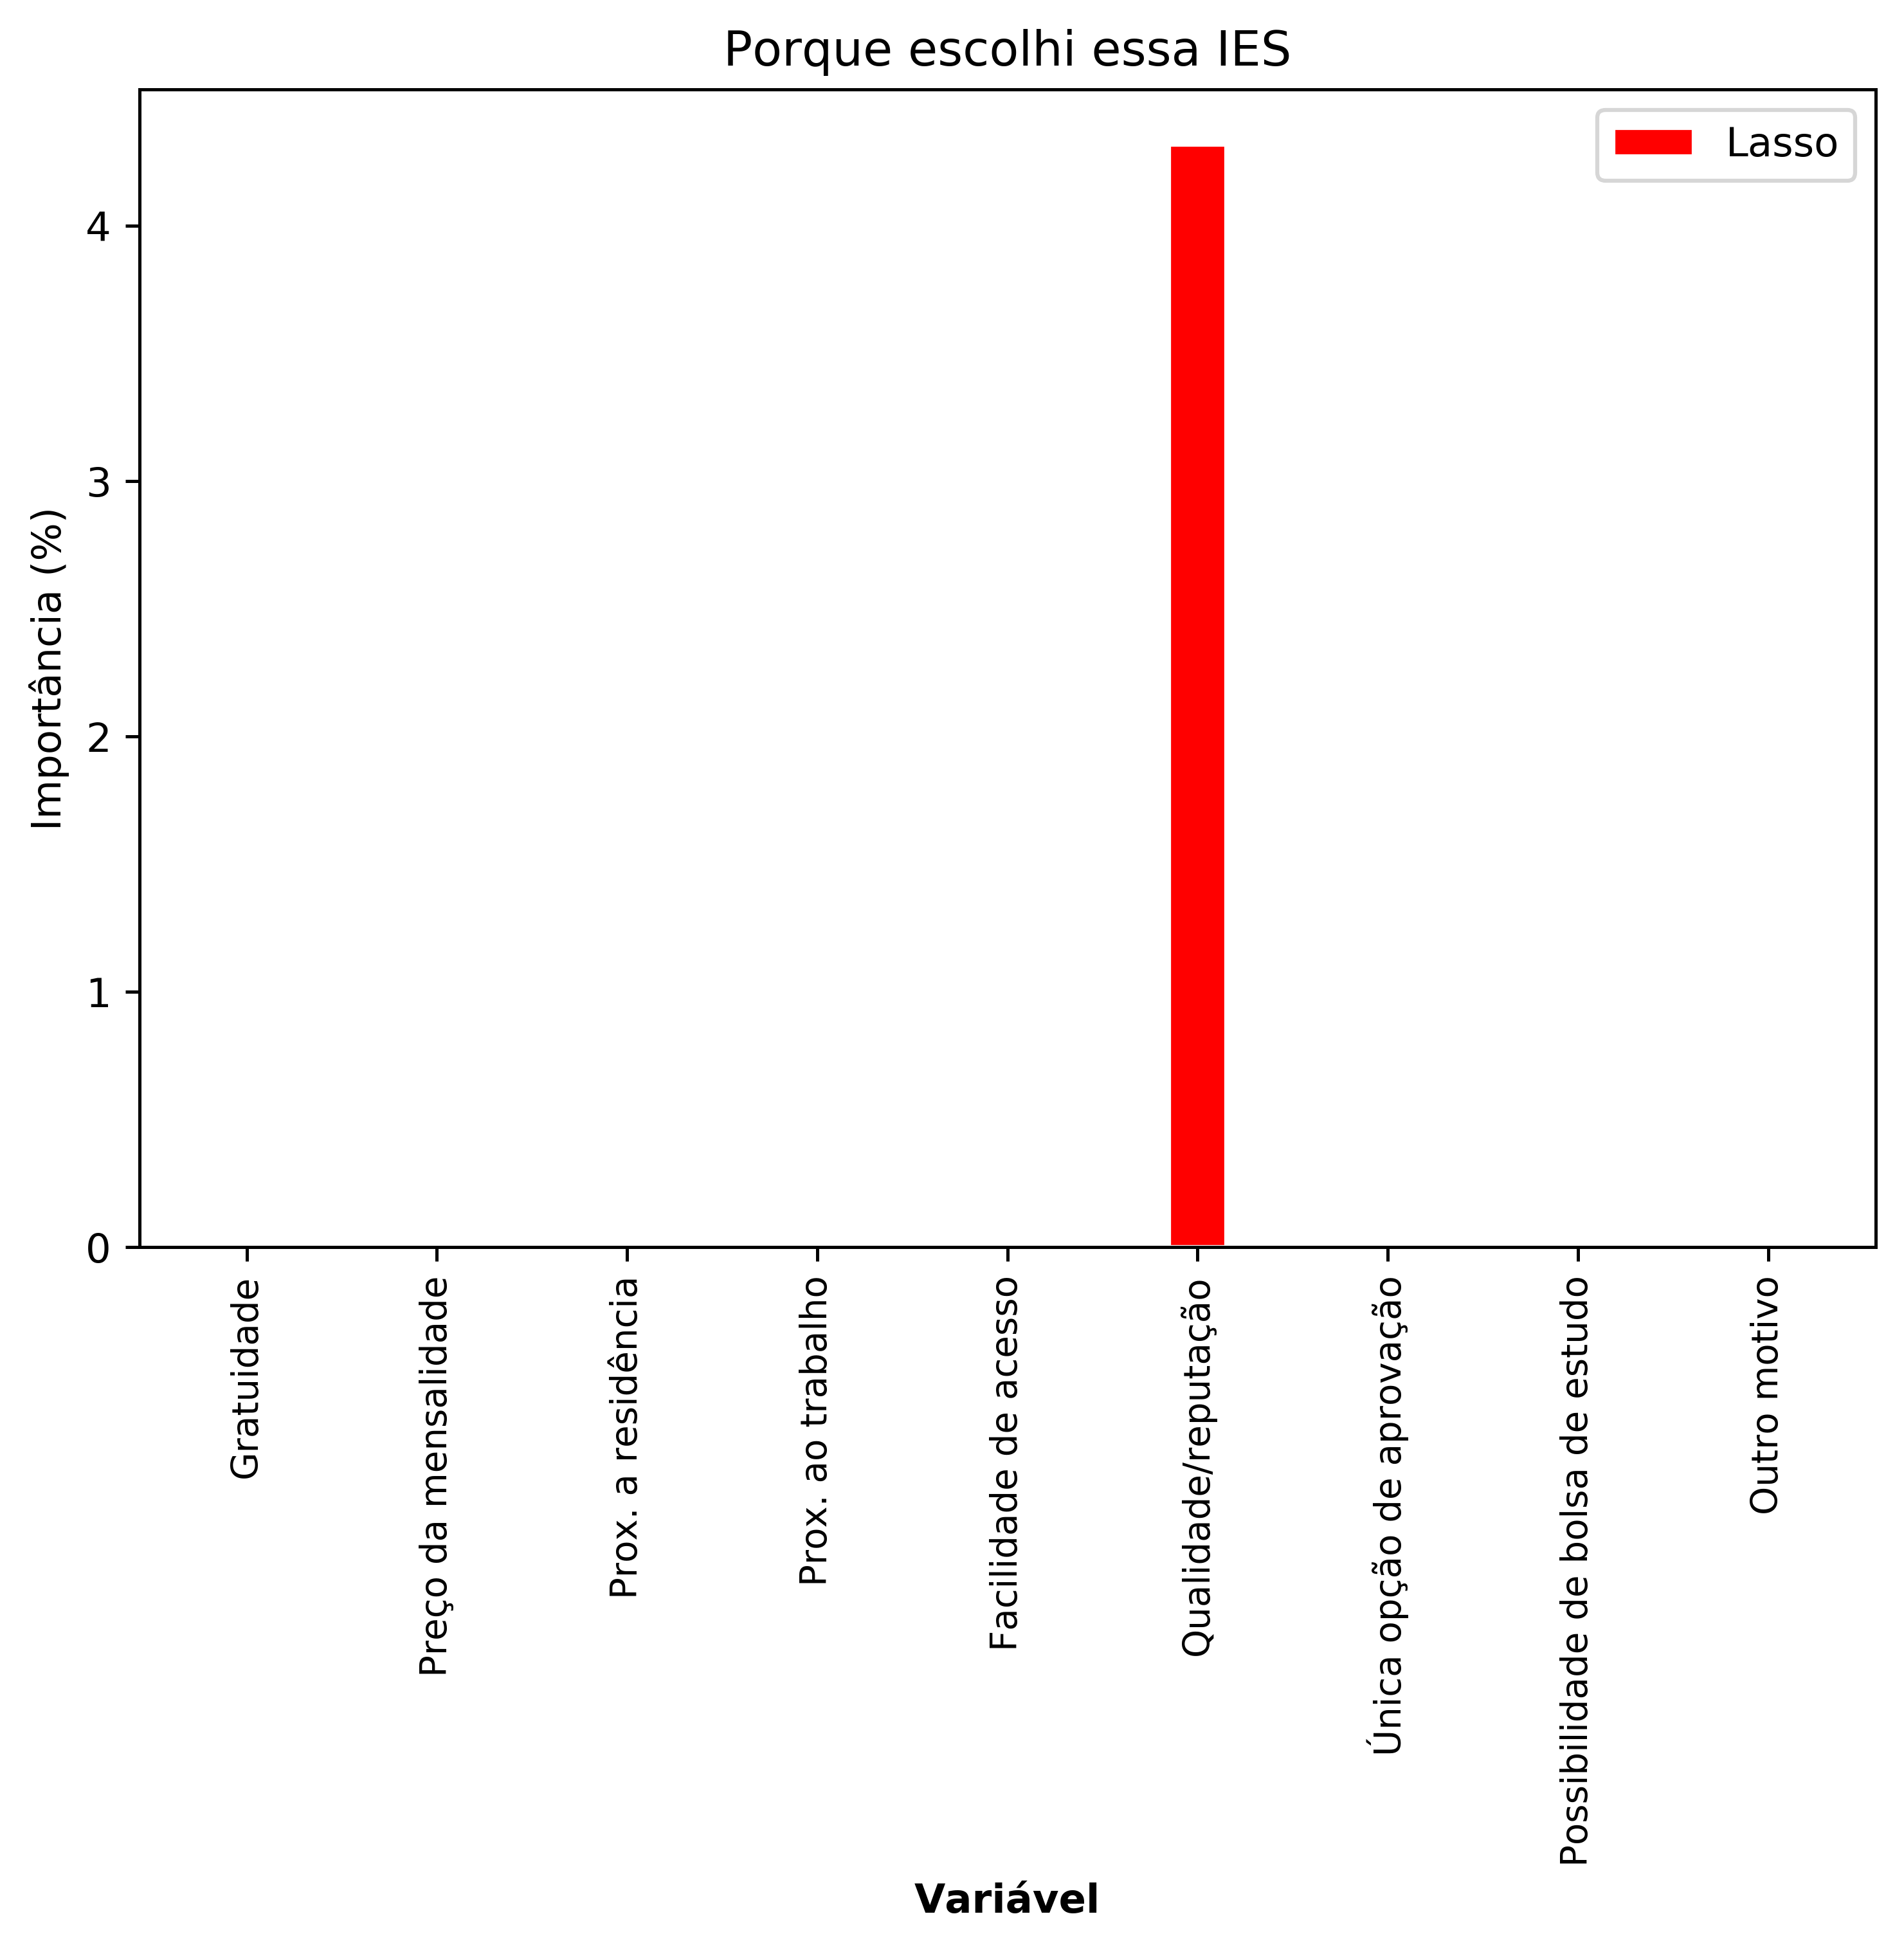 Porque escolhi essa IES
Lasso
Importância (%)
4
3
2
1
0
Gratuidade
Preço da mensalidade
Prox. a residência
Prox. ao trabalho
Facilidade de acesso
Qualidade/reputação
Única opção de aprovação
Possibilidade de bolsa de estudo
Outro motivo
Variável